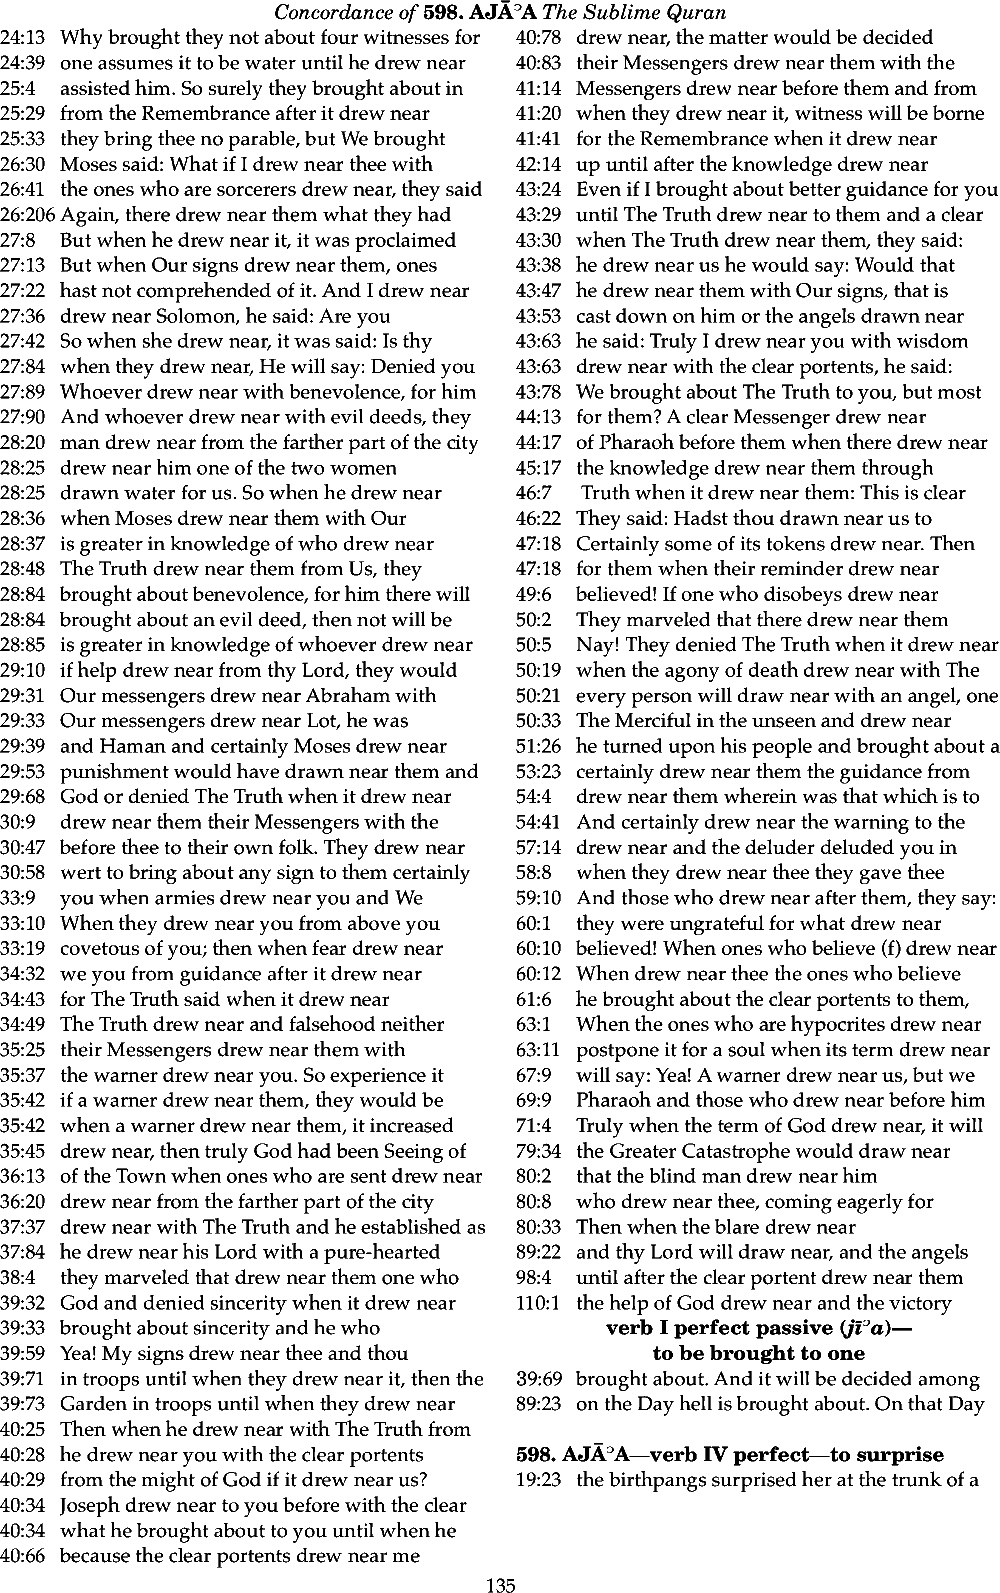 Concordance of 598. AJĀʾA The Sublime Quran
24:13 Why brought they not about four witnesses for
24:39 one assumes it to be water until he drew near
25:4 assisted him. So surely they brought about in
25:29 from the Remembrance after it drew near
25:33 they bring thee no parable, but We brought
26:30 Moses said: What if I drew near thee with
26:41 the ones who are sorcerers drew near, they said
26:206 Again, there drew near them what they had
27:8 But when he drew near it, it was proclaimed
27:13 But when Our signs drew near them, ones
27:22 hast not comprehended of it. And I drew near
27:36 drew near Solomon, he said: Are you
27:42 So when she drew near, it was said: Is thy
27:84 when they drew near, He will say: Denied you
27:89 Whoever drew near with benevolence, for him
27:90 And whoever drew near with evil deeds, they
28:20 man drew near from the farther part of the city
28:25 drew near him one of the two women
28:25 drawn water for us. So when he drew near
28:36 when Moses drew near them with Our
28:37 is greater in knowledge of who drew near
28:48 The Truth drew near them from Us, they
28:84 brought about benevolence, for him there will
28:84 brought about an evil deed, then not will be
28:85 is greater in knowledge of whoever drew near
29:10 if help drew near from thy Lord, they would
29:31 Our messengers drew near Abraham with
29:33 Our messengers drew near Lot, he was
29:39 and Haman and certainly Moses drew near
29:53 punishment would have drawn near them and
29:68 God or denied The Truth when it drew near
30:9 drew near them their Messengers with the
30:47 before thee to their own folk. They drew near
30:58 wert to bring about any sign to them certainly
33:9 you when armies drew near you and We
33:10 When they drew near you from above you
33:19 covetous of you; then when fear drew near
34:32 we you from guidance after it drew near
34:43 for The Truth said when it drew near
34:49 The Truth drew near and falsehood neither
35:25 their Messengers drew near them with
35:37 the warner drew near you. So experience it
35:42 if a warner drew near them, they would be
35:42 when a warner drew near them, it increased
35:45 drew near, then truly God had been Seeing of
36:13 of the Town when ones who are sent drew near
36:20 drew near from the farther part of the city
37:37 drew near with The Truth and he established as
37:84 he drew near his Lord with a pure-hearted
38:4 they marveled that drew near them one who
39:32 God and denied sincerity when it drew near
39:33 brought about sincerity and he who
39:59 Yea! My signs drew near thee and thou
39:71 in troops until when they drew near it, then the
39:73 Garden in troops until when they drew near
40:25 Then when he drew near with The Truth from
40:28 he drew near you with the clear portents
40:29 from the might of God if it drew near us?
40:34 Joseph drew near to you before with the clear
40:34 what he brought about to you until when he
40:66 because the clear portents drew near me
40:78 drew near, the matter would be decided
40:83 their Messengers drew near them with the
41:14 Messengers drew near before them and from
41:20 when they drew near it, witness will be borne
41:41 for the Remembrance when it drew near
42:14 up until after the knowledge drew near
43:24 Even if I brought about better guidance for you
43:29 until The Truth drew near to them and a clear
43:30 when The Truth drew near them, they said:
43:38 he drew near us he would say: Would that
43:47 he drew near them with Our signs, that is
43:53 cast down on him or the angels drawn near
43:63 he said: Truly I drew near you with wisdom
43:63 drew near with the clear portents, he said:
43:78 We brought about The Truth to you, but most
44:13 for them? A clear Messenger drew near
44:17 of Pharaoh before them when there drew near
45:17 the knowledge drew near them through
46:7 Truth when it drew near them: This is clear
46:22 They said: Hadst thou drawn near us to
47:18 Certainly some of its tokens drew near. Then
47:18 for them when their reminder drew near
49:6 believed! If one who disobeys drew near
50:2 They marveled that there drew near them
50:5 Nay! They denied The Truth when it drew near
50:19 when the agony of death drew near with The
50:21 every person will draw near with an angel, one
50:33 The Merciful in the unseen and drew near
51:26 he turned upon his people and brought about a
53:23 certainly drew near them the guidance from
54:4 drew near them wherein was that which is to
54:41 And certainly drew near the warning to the
57:14 drew near and the deluder deluded you in
58:8 when they drew near thee they gave thee
59:10 And those who drew near after them, they say:
60:1 they were ungrateful for what drew near
60:10 believed! When ones who believe (f) drew near
60:12 When drew near thee the ones who believe
61:6 he brought about the clear portents to them,
63:1 When the ones who are hypocrites drew near
63:11 postpone it for a soul when its term drew near
67:9 will say: Yea! A warner drew near us, but we
69:9 Pharaoh and those who drew near before him
71:4 Truly when the term of God drew near, it will
79:34 the Greater Catastrophe would draw near
80:2 that the blind man drew near him
80:8 who drew near thee, coming eagerly for
80:33 Then when the blare drew near
89:22 and thy Lord will draw near, and the angels
98:4 until after the clear portent drew near them
110:1 the help of God drew near and the victory
verb I perfect passive (jīʾa)—
to be brought to one
39:69 brought about. And it will be decided among
89:23 on the Day hell is brought about. On that Day
598. AJĀʾA—verb IV perfect—to surprise
19:23 the birthpangs surprised her at the trunk of a
135